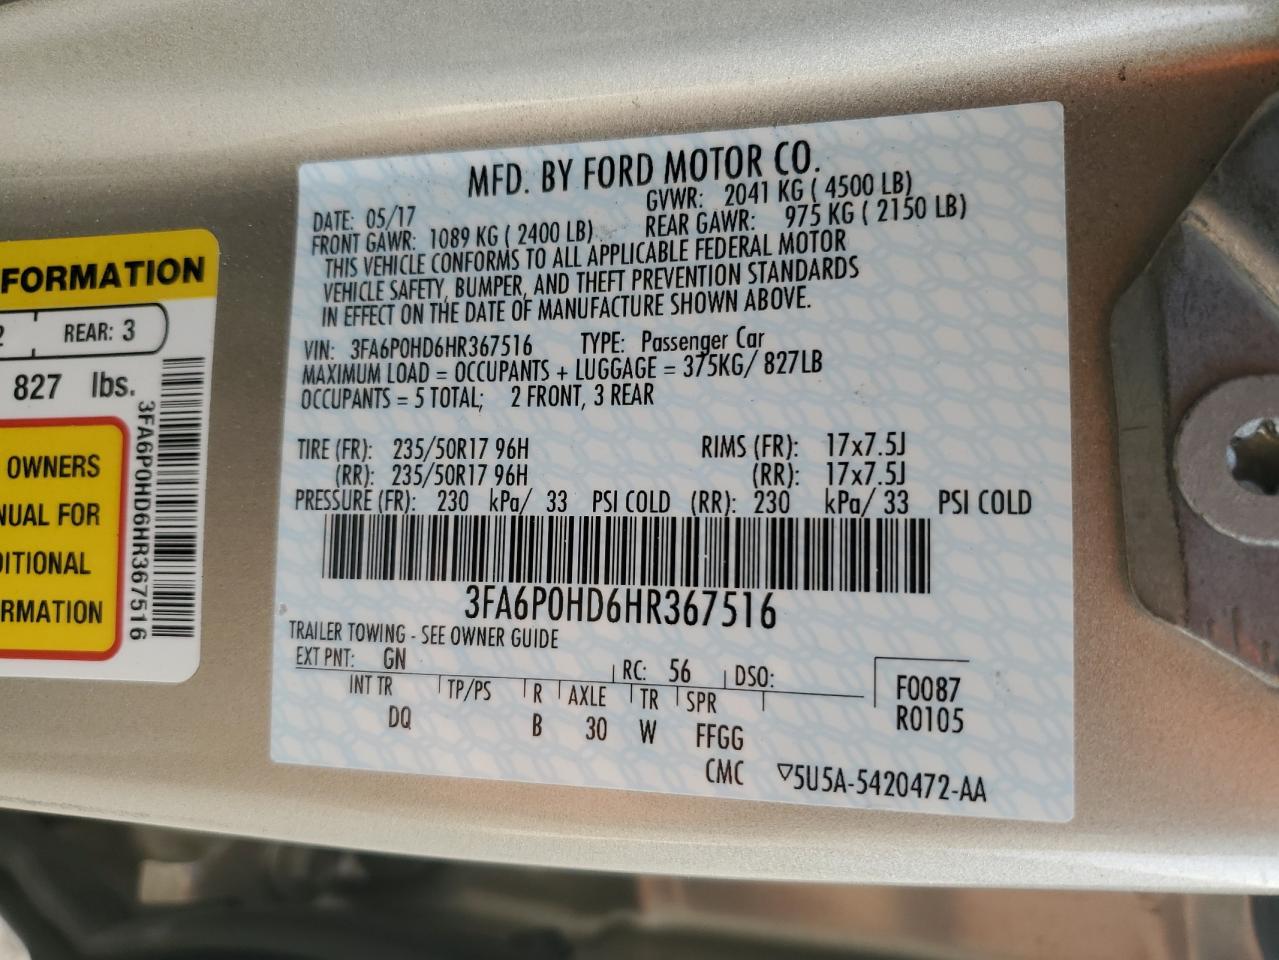 FORMATION
REAR: 3
827 lbs.
3FA6P0HD6HR367516
OWNERS
NUAL FOR
DITIONAL
RMATION
MFD. BY FORD MOTOR CO.
DATE: 05/17 GVWR: 2041 KG ( 4500 LB)
FRONT GAWR: 1089 KG ( 2400 LB) REAR GAWR: 975 KG ( 2150 LB)
THIS VEHICLE CONFORMS TO ALL APPLICABLE FEDERAL MOTOR
VEHICLE SAFETY, BUMPER, AND THEFT PREVENTION STANDARDS
IN EFFECT ON THE DATE OF MANUFACTURE SHOWN ABOVE.
VIN: 3FA6P0HD6HR367516 TYPE: Passenger Car
MAXIMUM LOAD = OCCUPANTS + LUGGAGE = 375KG/ 827LB
OCCUPANTS = 5 TOTAL; 2 FRONT, 3 REAR
TIRE (FR): 235/50R17 96H RIMS (FR): 17x7.5J
(RR): 235/50R17 96H (RR): 17x7.5J
PRESSURE (FR): 230 kPa/ 33 PSI COLD (RR): 230 kPa/ 33 PSI COLD
3FA6P0HD6HR367516
TRAILER TOWING - SEE OWNER GUIDE
EXT PNT: GN RC: 56 DSO:
INT TR TP/PS R AXLE TR SPR
DQ B 30 W FFGG
F0087
R0105
CMC ▽5U5A-5420472-AA